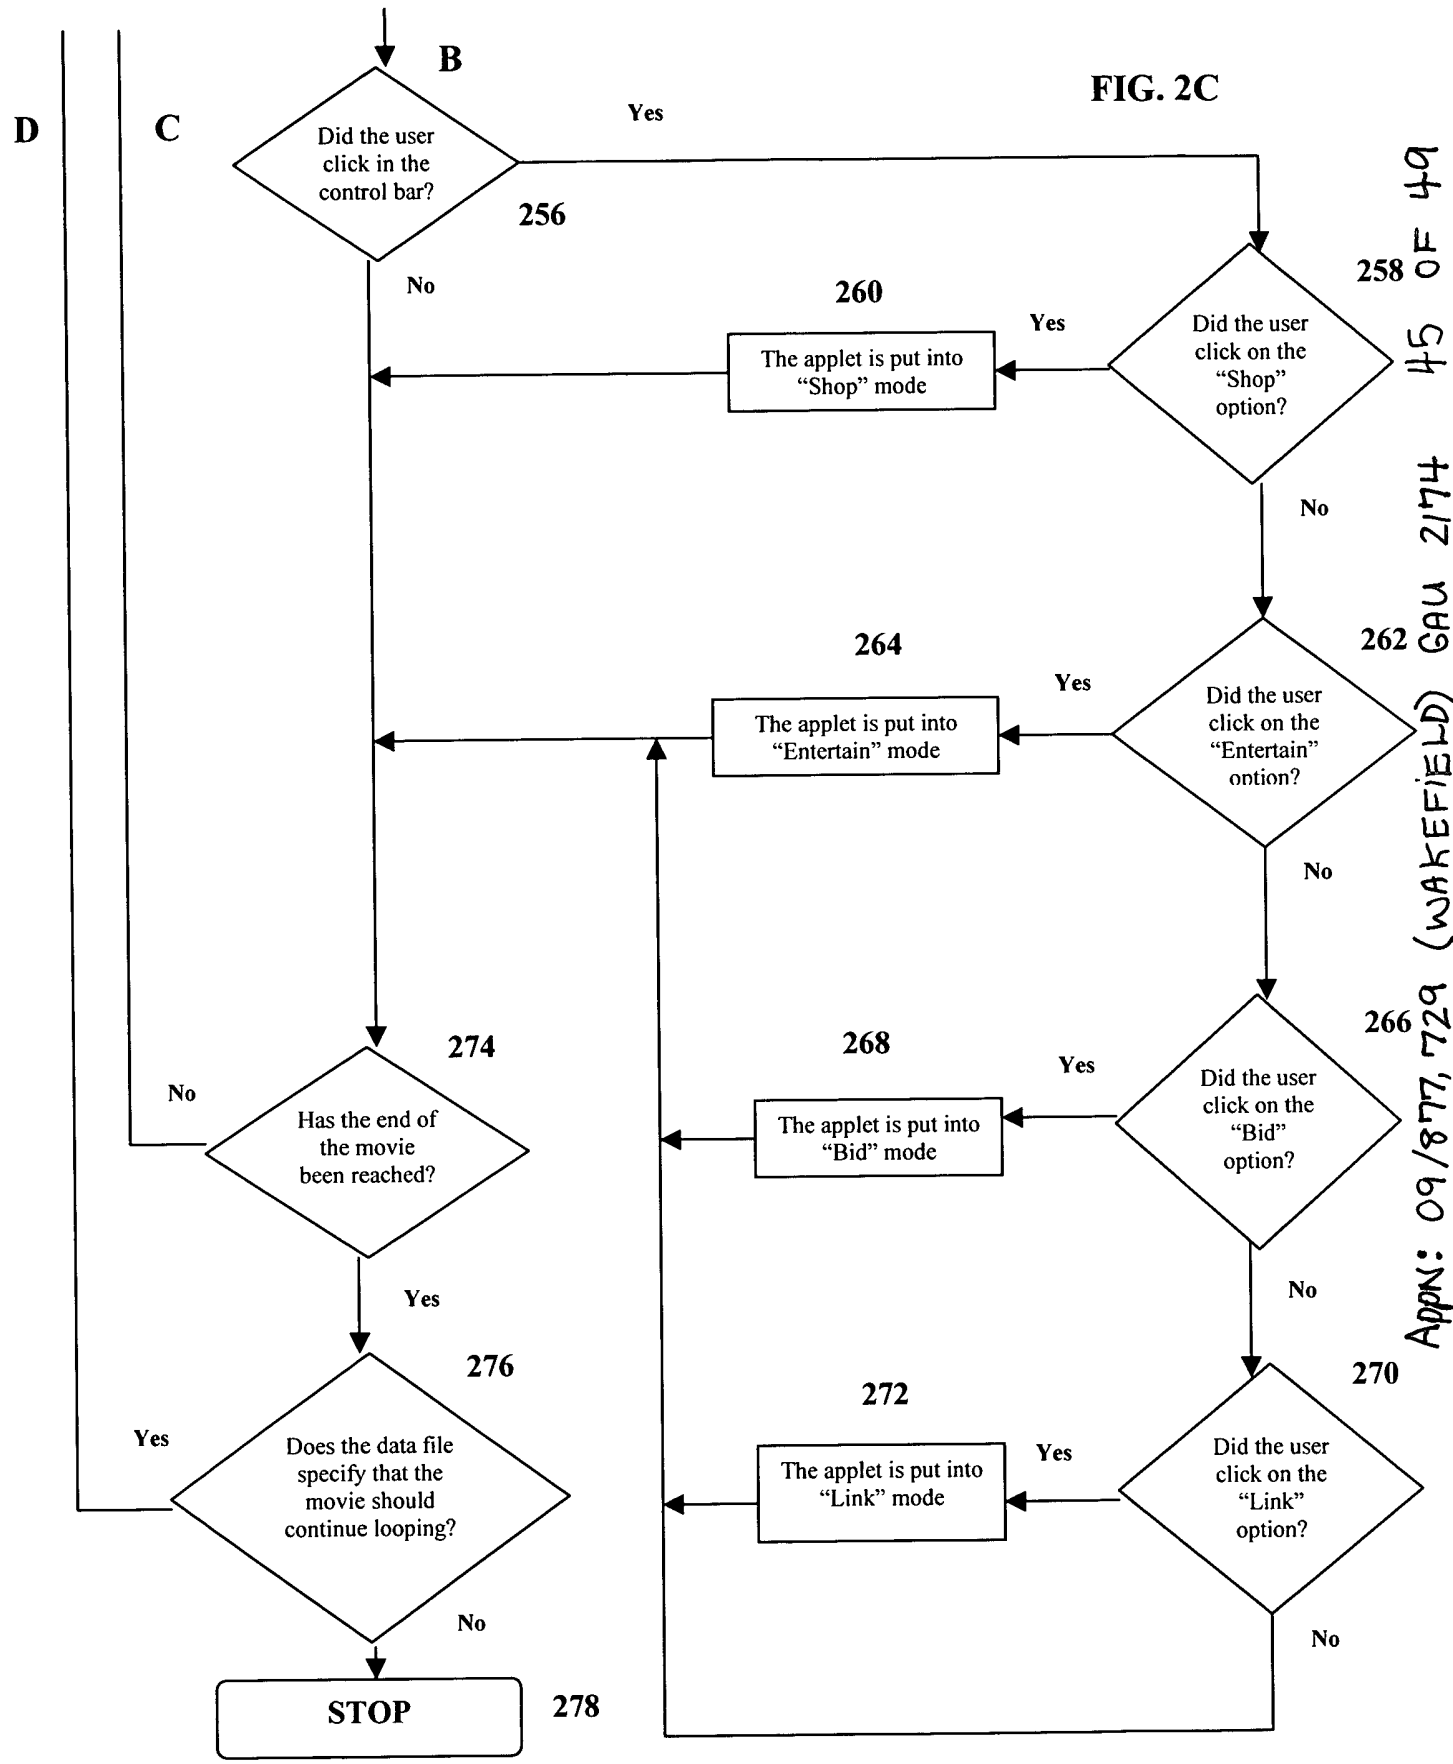 B
FIG. 2C
D
C
Yes
Did the user
click in the
control bar?
256
No
258
260
Yes
Did the user
click on the
“Shop”
option?
The applet is put into
“Shop” mode
No
262
264
Yes
Did the user
click on the
“Entertain”
option?
The applet is put into
“Entertain” mode
No
266
268
Yes
Did the user
click on the
“Bid”
option?
The applet is put into
“Bid” mode
No
274
No
Has the end of
the movie
been reached?
Yes
270
272
Yes
Did the user
click on the
“Link”
option?
The applet is put into
“Link” mode
No
276
Yes
Does the data file
specify that the
movie should
continue looping?
No
STOP
278
APPN: 09/877,729 (WAKEFIELD) GAU 2174 45 OF 49